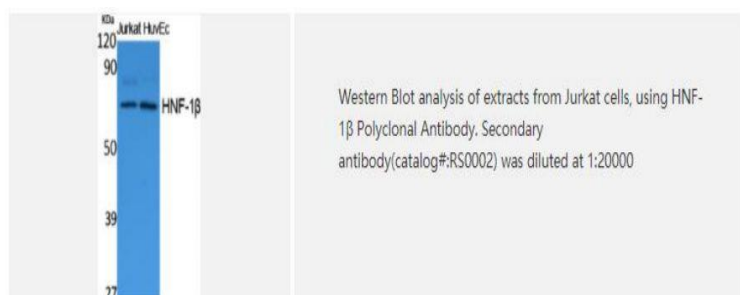 KDa
Jurkat HuvEc
120
90
HNF-1β
50
39
27
Western Blot analysis of extracts from Jurkat cells, using HNF-
1β Polyclonal Antibody. Secondary
antibody(catalog#:RS0002) was diluted at 1:20000